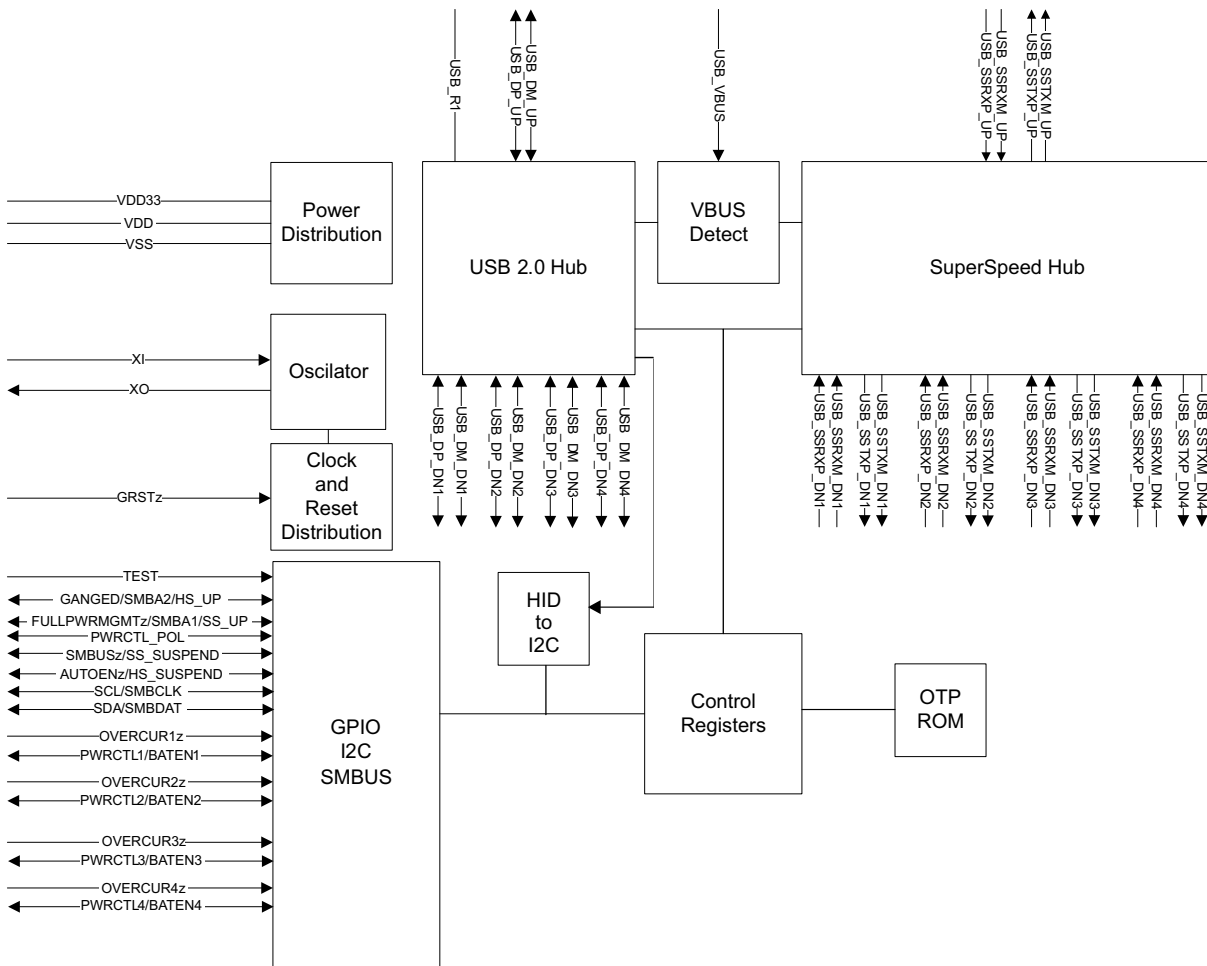 USB_R1
USB_DP_UP
USB_DM_UP
USB_VBUS
USB_SSRXP_UP
USB_SSRXM_UP
USB_SSTXP_UP
USB_SSTXM_UP
VDD33
VDD
VSS
Power
Distribution
USB 2.0 Hub
VBUS
Detect
SuperSpeed Hub
XI
XO
Oscilator
GRSTz
Clock
and
Reset
Distribution
USB_DP_DN1
USB_DM_DN1
USB_DP_DN2
USB_DM_DN2
USB_DP_DN3
USB_DM_DN3
USB_DP_DN4
USB_DM_DN4
USB_SSRXP_DN1
USB_SSRXM_DN1
USB_SSTXP_DN1
USB_SSTXM_DN1
USB_SSRXP_DN2
USB_SSRXM_DN2
USB_SSTXP_DN2
USB_SSTXM_DN2
USB_SSRXP_DN3
USB_SSRXM_DN3
USB_SSTXP_DN3
USB_SSTXM_DN3
USB_SSRXP_DN4
USB_SSRXM_DN4
USB_SSTXP_DN4
USB_SSTXM_DN4
TEST
GANGED/SMBA2/HS_UP
FULLPWRMGMTz/SMBA1/SS_UP
PWRCTL_POL
SMBUSz/SS_SUSPEND
AUTOENz/HS_SUSPEND
SCL/SMBCLK
SDA/SMBDAT
OVERCUR1z
PWRCTL1/BATEN1
OVERCUR2z
PWRCTL2/BATEN2
OVERCUR3z
PWRCTL3/BATEN3
OVERCUR4z
PWRCTL4/BATEN4
GPIO
I2C
SMBUS
HID
to
I2C
Control
Registers
OTP
ROM